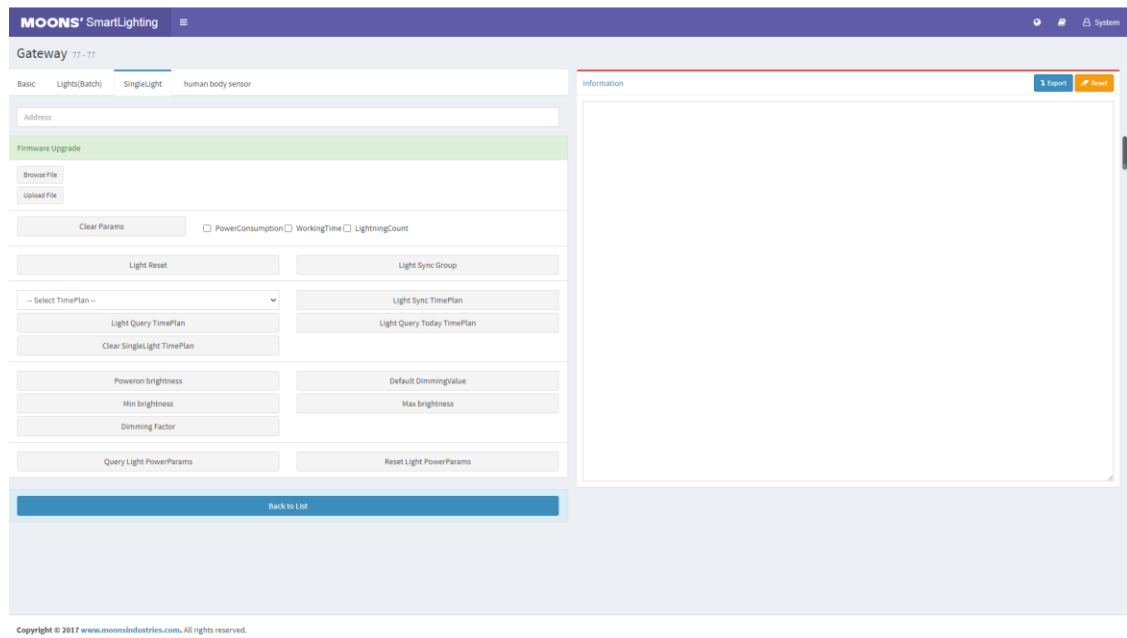 MOONS' SmartLighting
System
Gateway 77 - 77
Basic Lights(Batch) SingleLight human body sensor
Information
Export Reset
Address
Firmware Upgrade
Browse File
Upload File
Clear Params PowerConsumption WorkingTime LightningCount
Light Reset Light Sync Group
-- Select TimePlan -- Light Sync TimePlan
Light Query TimePlan Light Query Today TimePlan
Clear SingleLight TimePlan
Poweron brightness Default DimmingValue
Min brightness Max brightness
Dimming Factor
Query Light PowerParams Reset Light PowerParams
Back to List
Copyright © 2017 www.moonsindustries.com. All rights reserved.